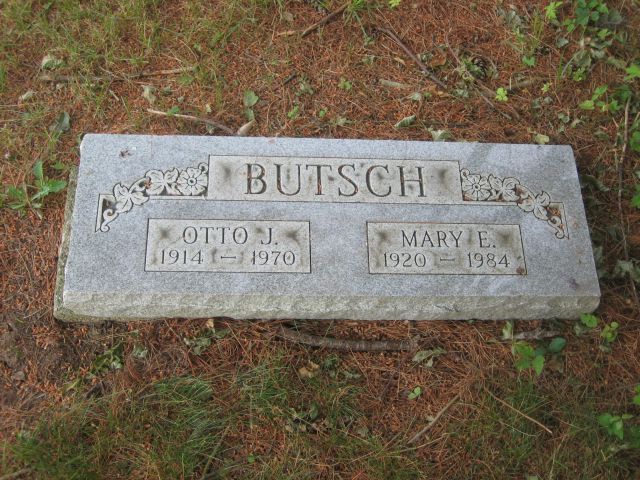 BUTSCH
OTTO J.
1914 — 1970
MARY E.
1920 — 1984